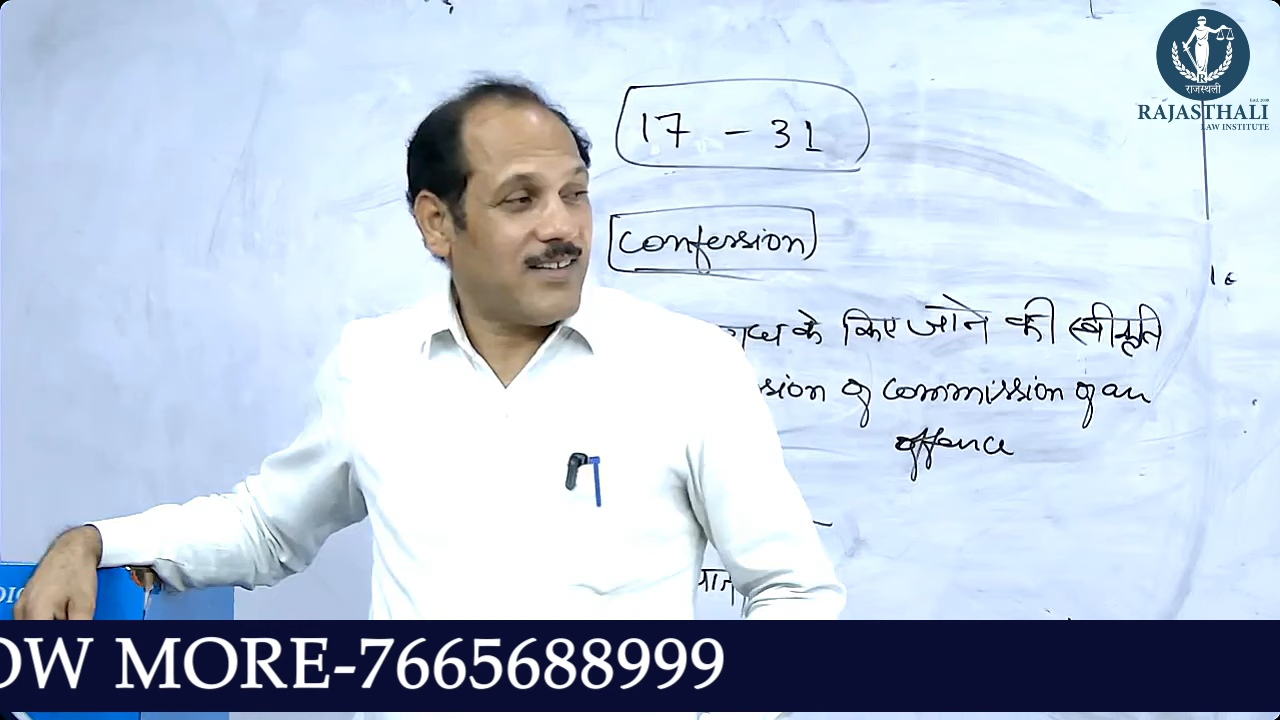 राजस्थली
RAJASTHALI
LAW INSTITUTE
17 - 31
confession
के किए जाने की स्वीकृति
sion of commission of an
offence
OW MORE-7665688999